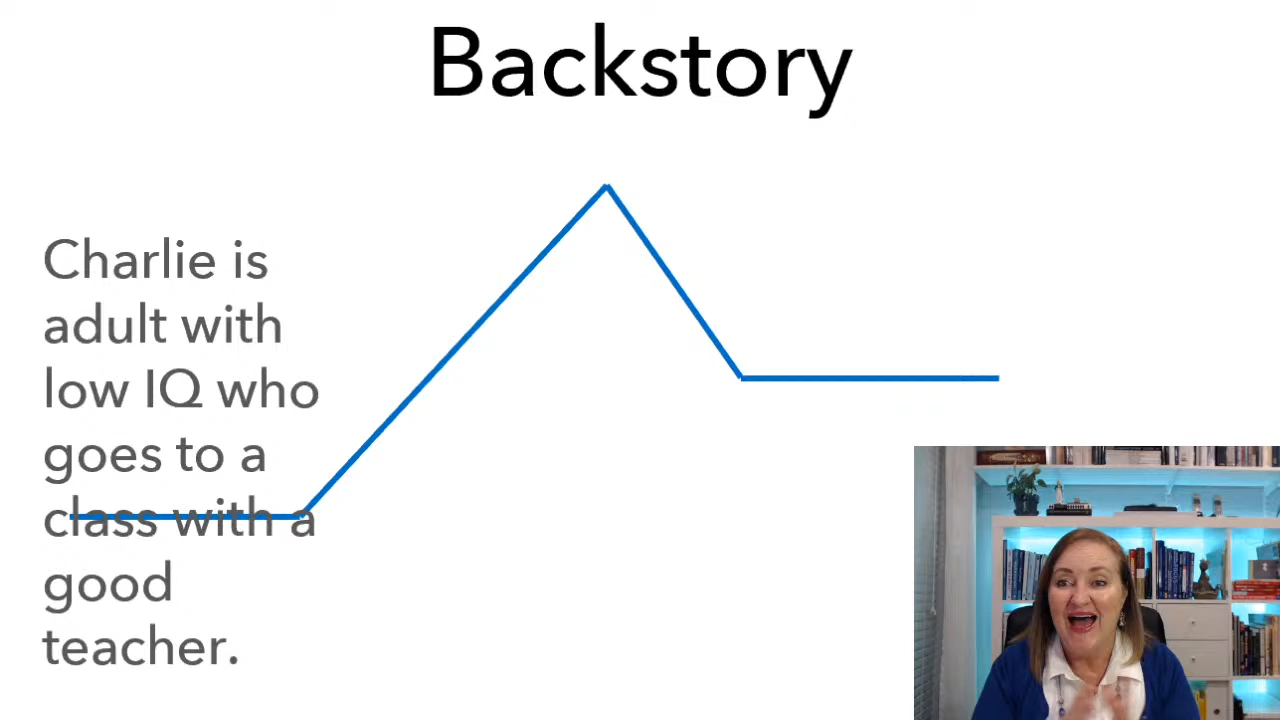 Backstory
Charlie is
adult with
low IQ who
goes to a
class with a
good
teacher.